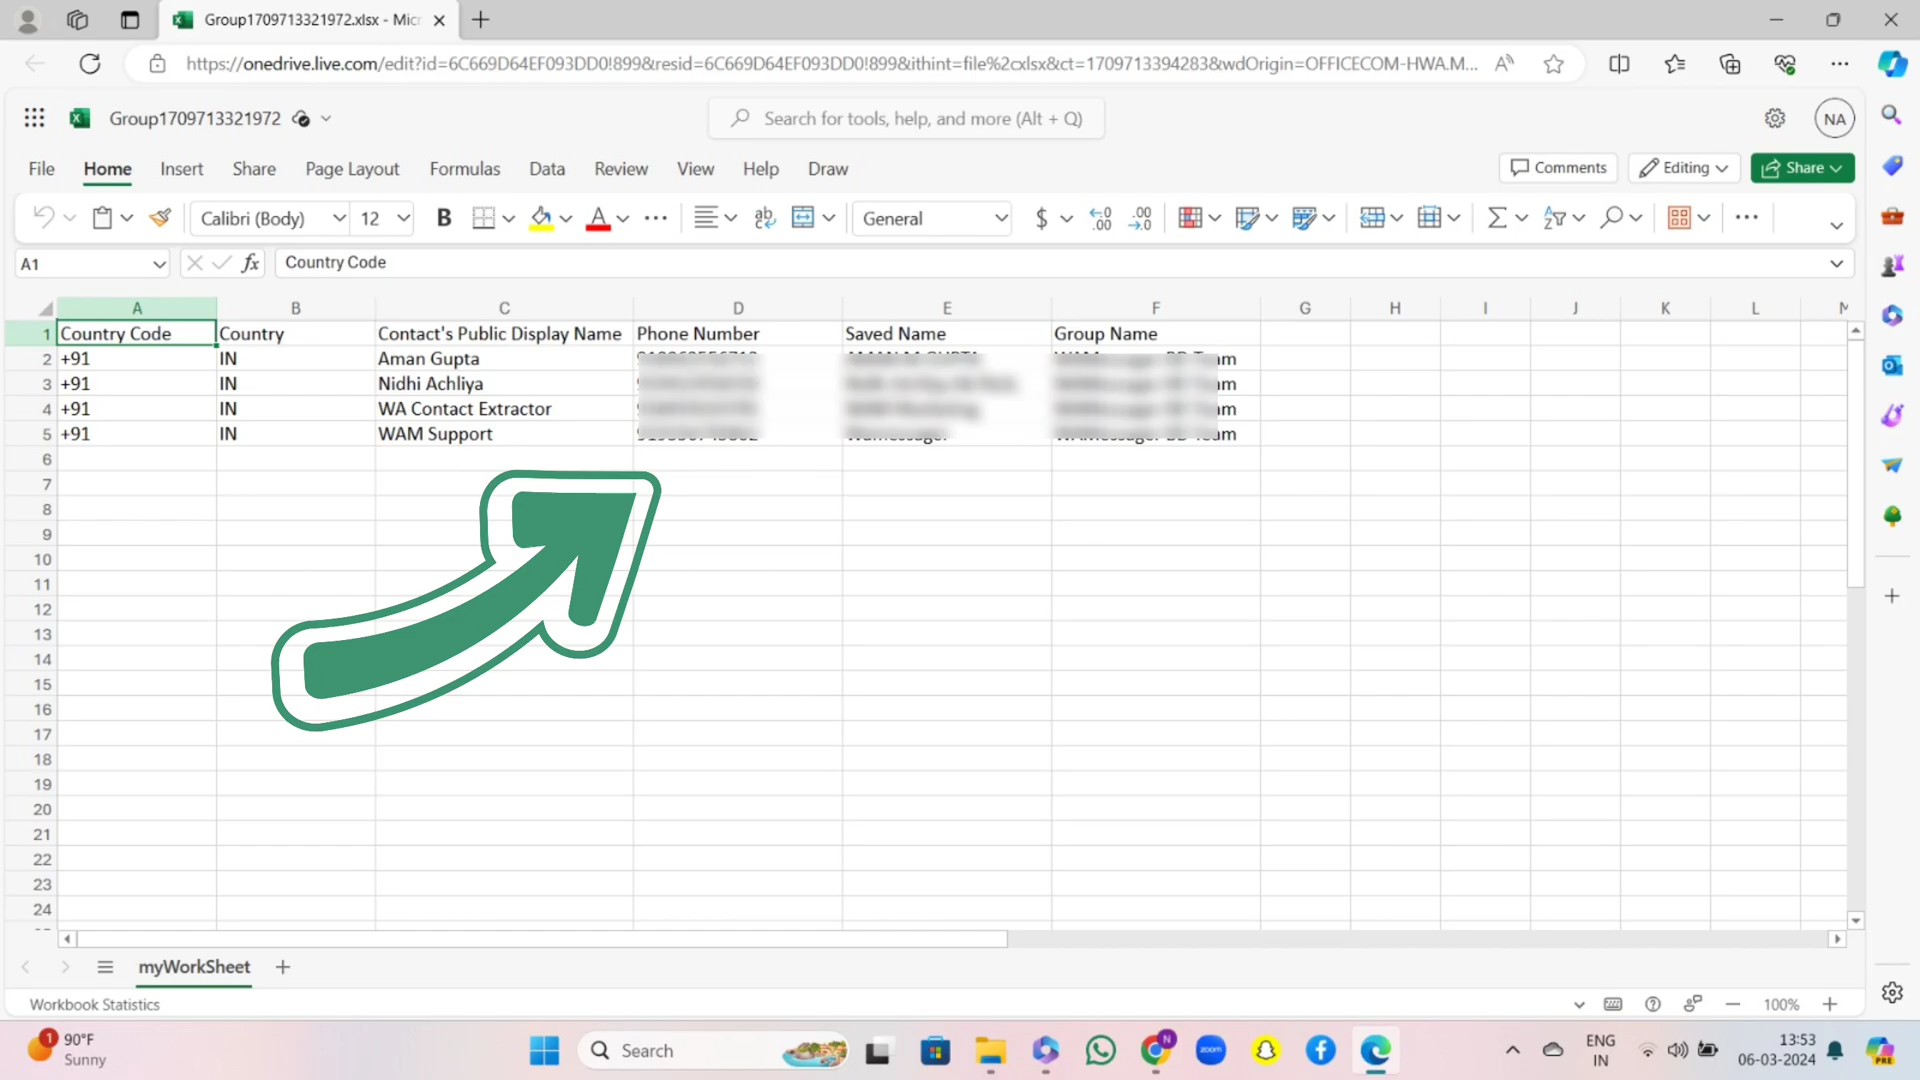 Group1709713321972.xlsx - Micr
https://onedrive.live.com/edit?id=6C669D64EF093DD0!899&resid=6C669D64EF093DD0!899&ithint=file%2cxlsx&ct=1709713394283&wdOrigin=OFFICECOM-HWA.M...
Group1709713321972
Search for tools, help, and more (Alt + Q)
NA
File Home Insert Share Page Layout Formulas Data Review View Help Draw
Comments Editing Share
Calibri (Body) 12 B A General $
A1 fx Country Code
A B C D E F G H I J K L
1 Country Code Country Contact's Public Display Name Phone Number Saved Name Group Name
2 +91 IN Aman Gupta
3 +91 IN Nidhi Achliya
4 +91 IN WA Contact Extractor
5 +91 IN WAM Support
6
7
8
9
10
11
12
13
14
15
16
17
18
19
20
21
22
23
24
myWorkSheet
Workbook Statistics
100%
1
90°F
Sunny
Search
zoom
N
ENG
IN
13:53
06-03-2024
PRE